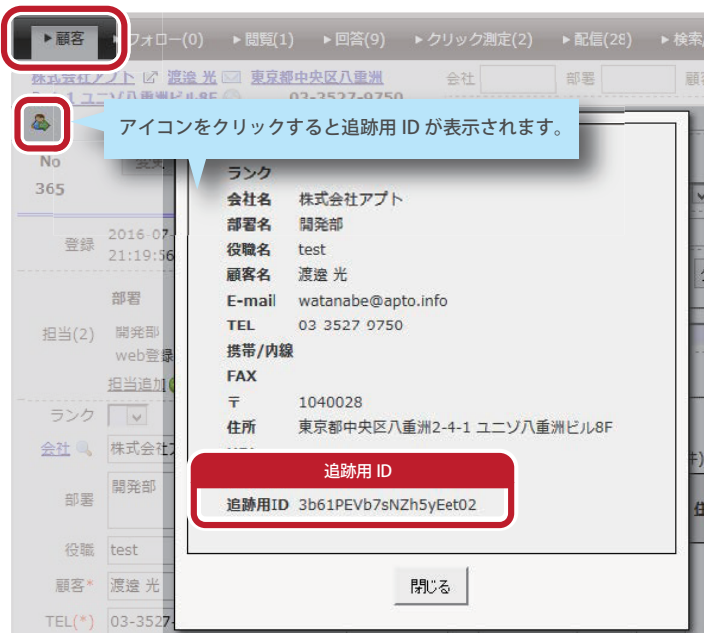 ▶顧客 ▶フォロー(0) ▶閲覧(1) ▶回答(9) ▶クリック測定(2) ▶配信(28) ▶検索/
株式会社アプト 渡邉 光 東京都中央区八重洲 会社 部署 顧客
2-4-1 ユニゾ八重洲ビル8F 03-3527-9750
アイコンをクリックすると追跡用 ID が表示されます。
No 変更
365
登録 2016-07-
21:19:56
部署
担当(2) 開発部
web登録
担当追加
ランク
会社 株式会社
部署 開発部
役職 test
顧客* 渡邉 光
TEL(*) 03-3527-
ランク
会社名 株式会社アプト
部署名 開発部
役職名 test
顧客名 渡邉 光
E-mail watanabe@apto.info
TEL 03-3527-9750
携帯/内線
FAX
〒 1040028
住所 東京都中央区八重洲2-4-1 ユニゾ八重洲ビル8F
追跡用 ID
追跡用ID 3b61PEVb7sNZh5yEet02
閉じる